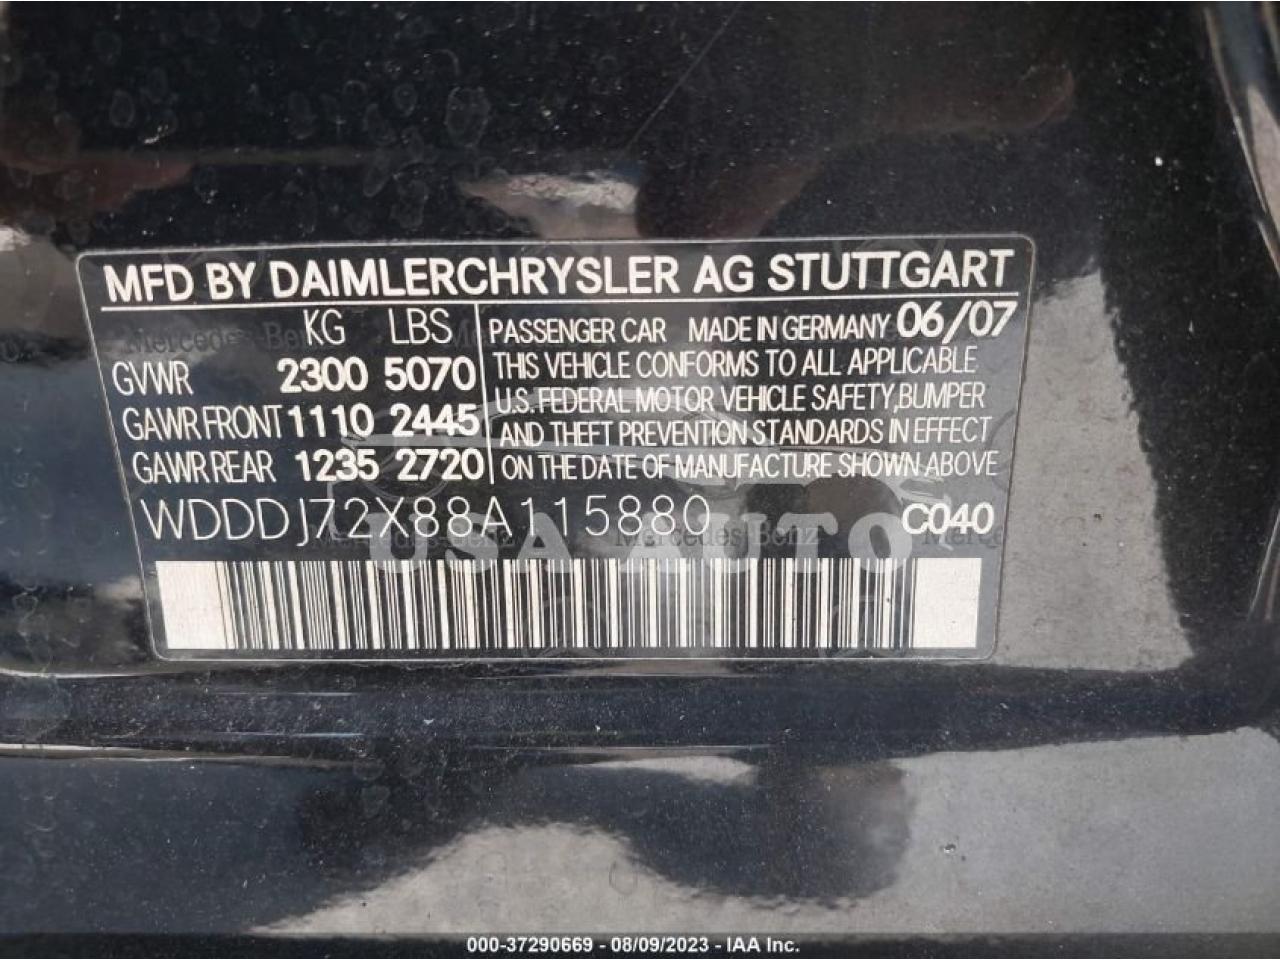 MFD BY DAIMLERCHRYSLER AG STUTTGART
KG LBS
GVWR 2300 5070
GAWR FRONT 1110 2445
GAWR REAR 1235 2720
PASSENGER CAR MADE IN GERMANY 06/07
THIS VEHICLE CONFORMS TO ALL APPLICABLE
U.S. FEDERAL MOTOR VEHICLE SAFETY, BUMPER
AND THEFT PREVENTION STANDARDS IN EFFECT
ON THE DATE OF MANUFACTURE SHOWN ABOVE
WDDDJ72X88A115880 C040
Mercedes-Benz
USA AUTO
000-37290669 - 08/09/2023 - IAA Inc.